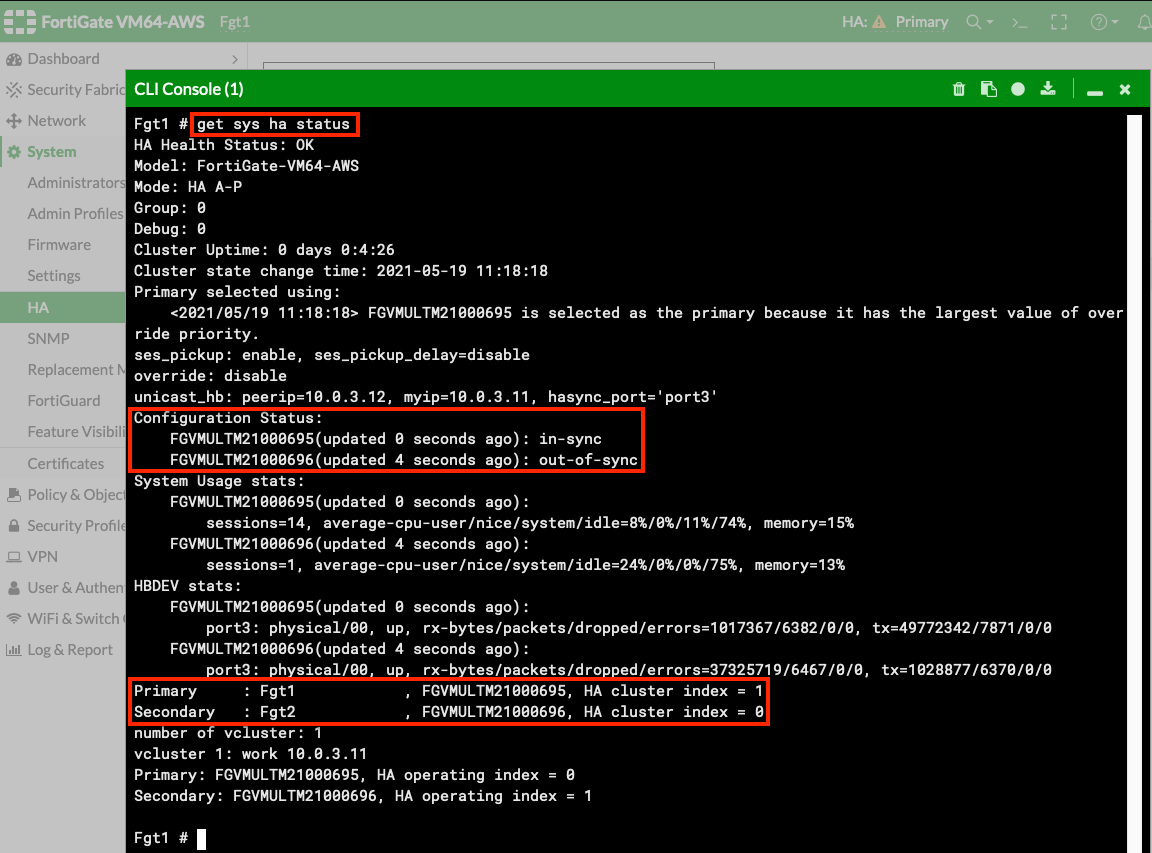 FortiGate VM64-AWS Fgt1 HA: Primary
Dashboard
Security Fabric
Network
System
Administrators
Admin Profiles
Firmware
Settings
HA
SNMP
Replacement M
FortiGuard
Feature Visibili
Certificates
Policy & Object
Security Profile
VPN
User & Authen
WiFi & Switch
Log & Report
CLI Console (1)
Fgt1 # get sys ha status
HA Health Status: OK
Model: FortiGate-VM64-AWS
Mode: HA A-P
Group: 0
Debug: 0
Cluster Uptime: 0 days 0:4:26
Cluster state change time: 2021-05-19 11:18:18
Primary selected using:
<2021/05/19 11:18:18> FGVMULTM21000695 is selected as the primary because it has the largest value of over
ride priority.
ses_pickup: enable, ses_pickup_delay=disable
override: disable
unicast_hb: peerip=10.0.3.12, myip=10.0.3.11, hasync_port='port3'
Configuration Status:
FGVMULTM21000695(updated 0 seconds ago): in-sync
FGVMULTM21000696(updated 4 seconds ago): out-of-sync
System Usage stats:
FGVMULTM21000695(updated 0 seconds ago):
sessions=14, average-cpu-user/nice/system/idle=8%/0%/11%/74%, memory=15%
FGVMULTM21000696(updated 4 seconds ago):
sessions=1, average-cpu-user/nice/system/idle=24%/0%/0%/75%, memory=13%
HBDEV stats:
FGVMULTM21000695(updated 0 seconds ago):
port3: physical/00, up, rx-bytes/packets/dropped/errors=1017367/6382/0/0, tx=49772342/7871/0/0
FGVMULTM21000696(updated 4 seconds ago):
port3: physical/00, up, rx-bytes/packets/dropped/errors=37325719/6467/0/0, tx=1028877/6370/0/0
Primary : Fgt1 , FGVMULTM21000695, HA cluster index = 1
Secondary : Fgt2 , FGVMULTM21000696, HA cluster index = 0
number of vcluster: 1
vcluster 1: work 10.0.3.11
Primary: FGVMULTM21000695, HA operating index = 0
Secondary: FGVMULTM21000696, HA operating index = 1
Fgt1 #